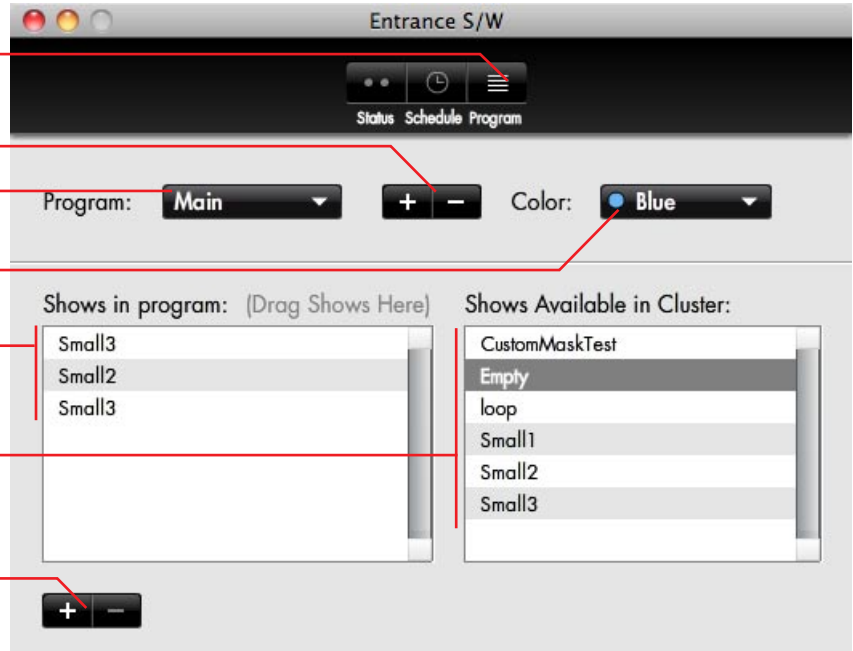 Entrance S/W
Status Schedule Program
Program: Main + − Color: Blue
Shows in program: (Drag Shows Here)
Small3
Small2
Small3
Shows Available in Cluster:
CustomMaskTest
Empty
loop
Small1
Small2
Small3
+ −